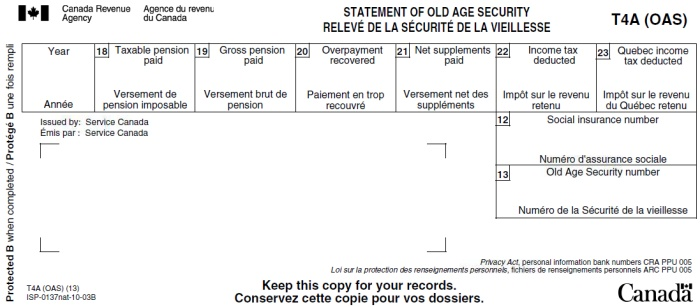 Canada Revenue Agence du revenu
Agency du Canada
STATEMENT OF OLD AGE SECURITY
RELEVÉ DE LA SÉCURITÉ DE LA VIEILLESSE
T4A (OAS)
Year
Année
18 Taxable pension
paid
Versement de
pension imposable
19 Gross pension
paid
Versement brut de
pension
20 Overpayment
recovered
Paiement en trop
recouvré
21 Net supplements
paid
Versement net des
suppléments
22 Income tax
deducted
Impôt sur le revenu
retenu
23 Quebec income
tax deducted
Impôt sur le revenu
du Québec retenu
Issued by: Service Canada
Émis par : Service Canada
12 Social insurance number
Numéro d'assurance sociale
13 Old Age Security number
Numéro de la Sécurité de la vieillesse
Protected B when completed / Protégé B une fois rempli
Privacy Act, personal information bank numbers CRA PPU 005
Loi sur la protection des renseignements personnels, fichiers de renseignements personnels ARC PPU 005
T4A (OAS) (13)
ISP-0137nat-10-03B
Keep this copy for your records.
Conservez cette copie pour vos dossiers.
Canada